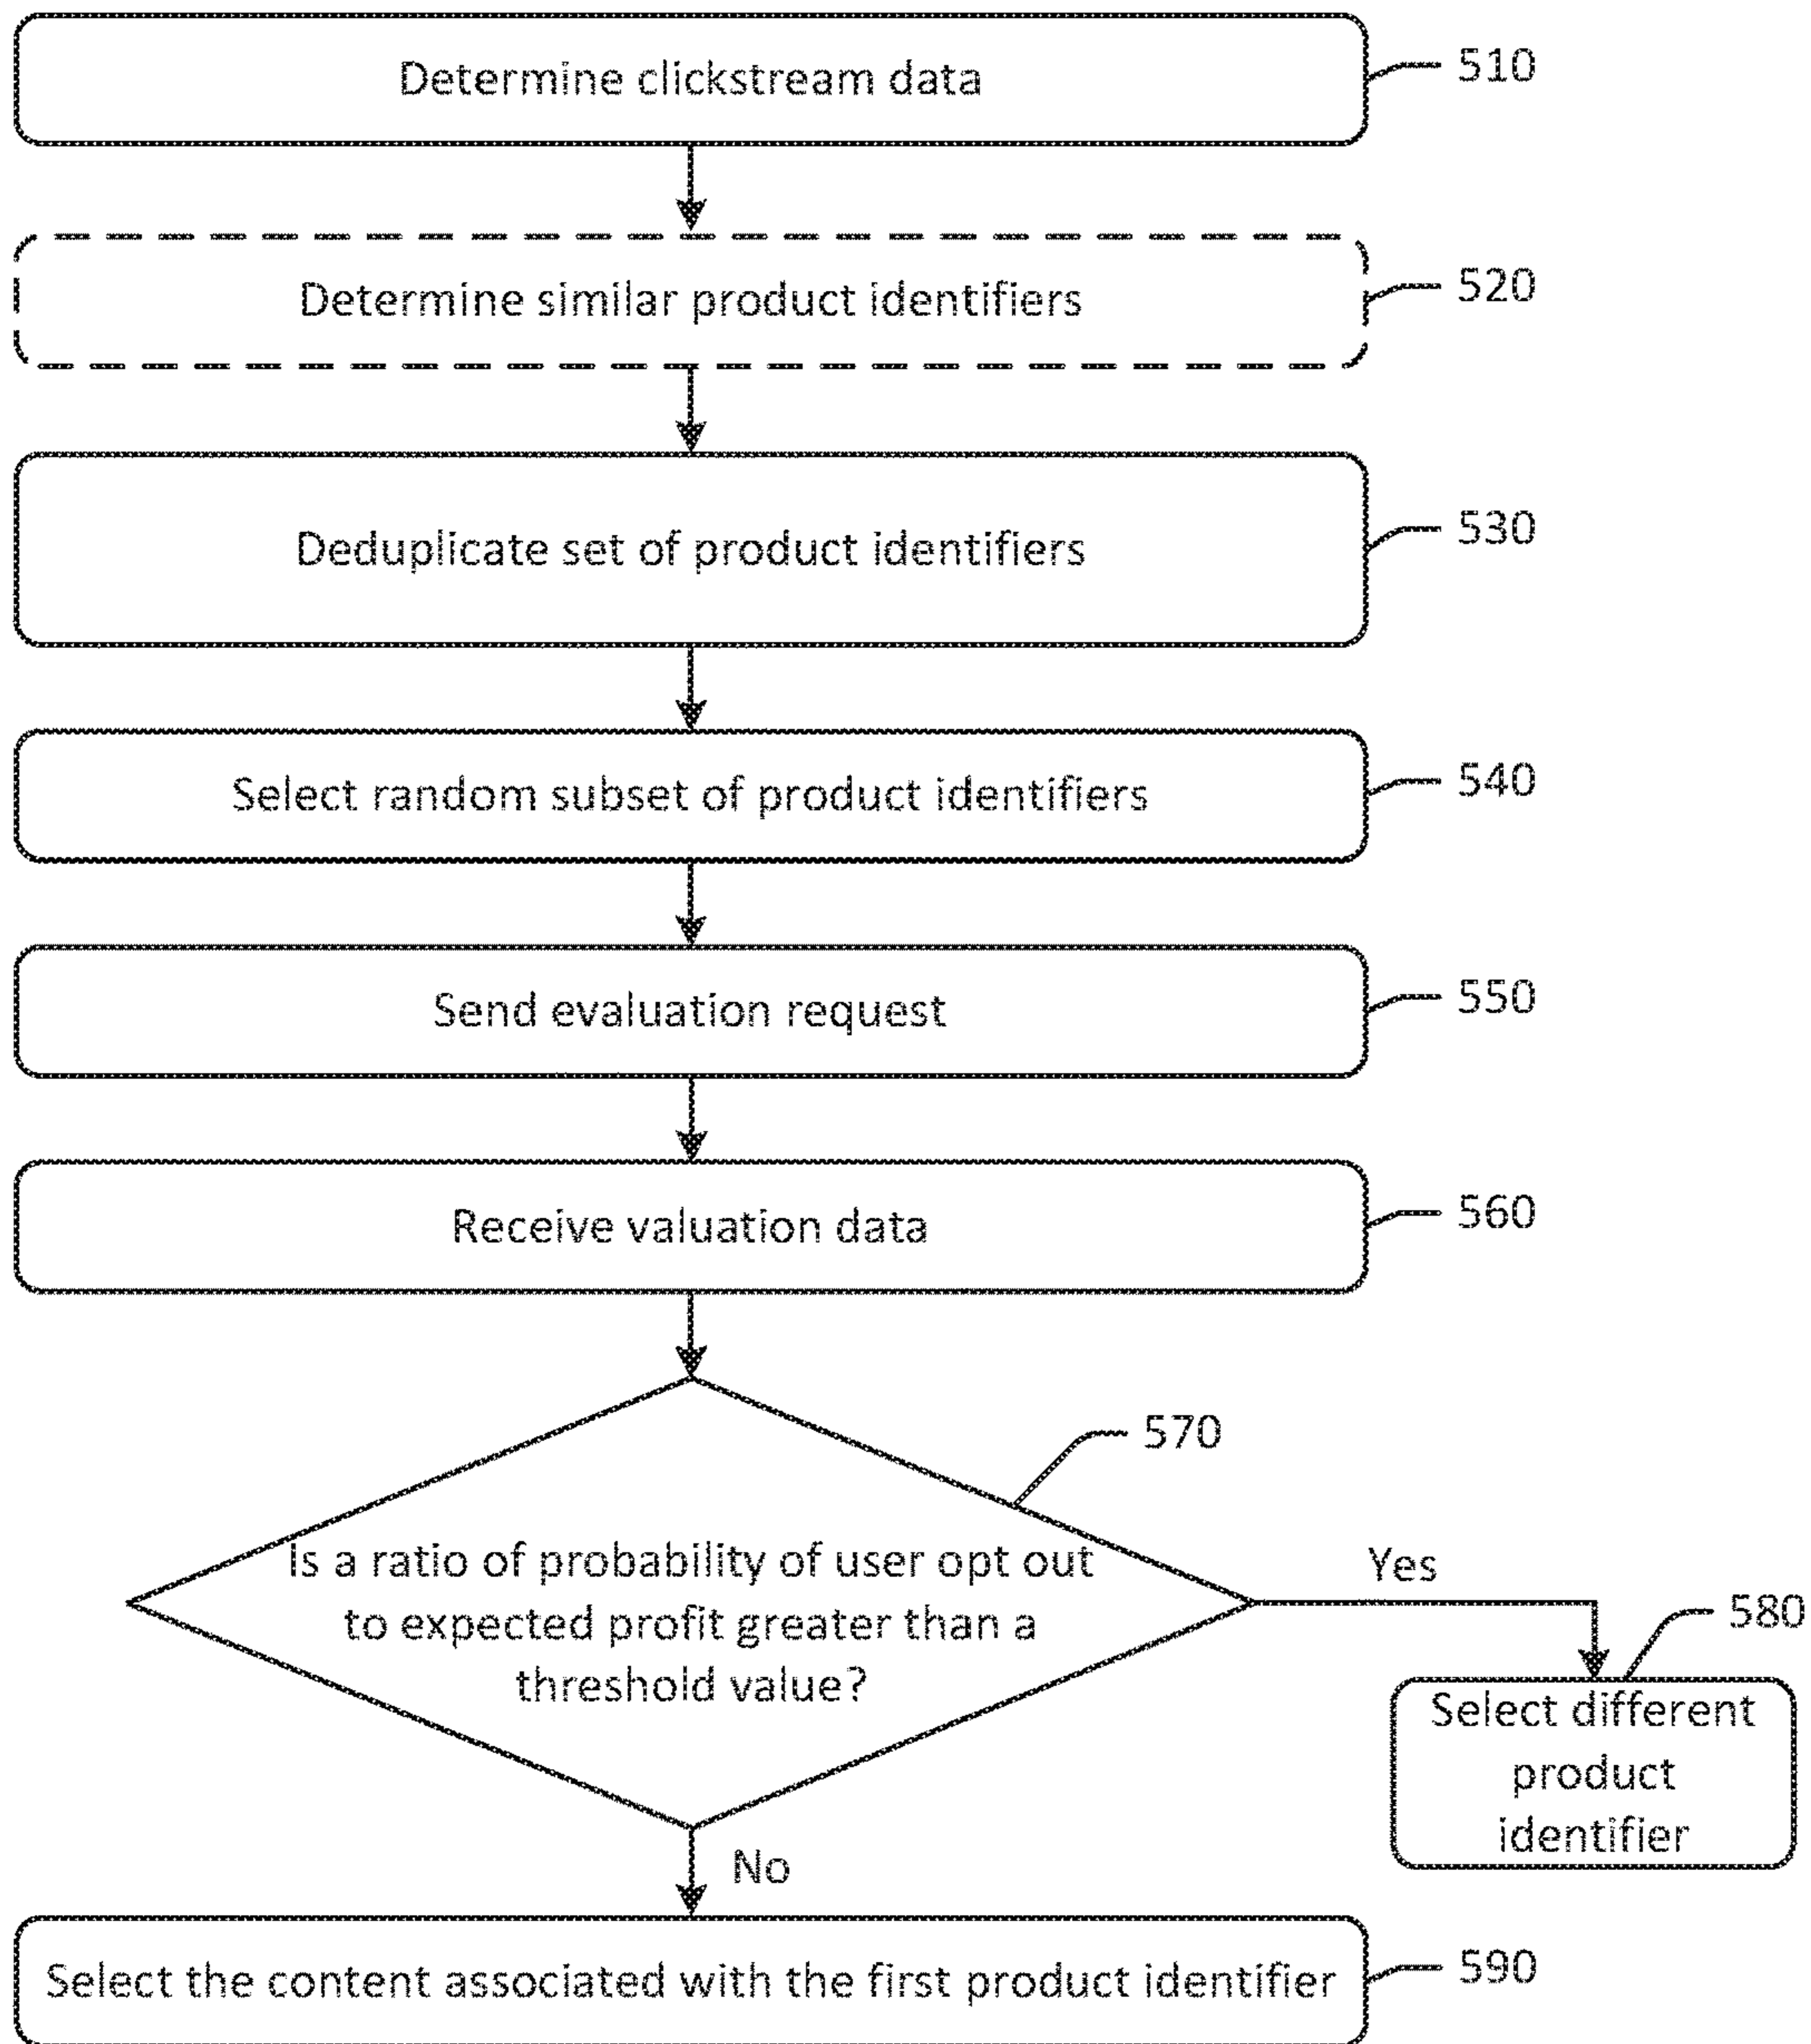 Determine clickstream data
510
Determine similar product identifiers
520
Deduplicate set of product identifiers
530
Select random subset of product identifiers
540
Send evaluation request
550
Receive valuation data
560
570
Is a ratio of probability of user opt out
to expected profit greater than a
threshold value?
Yes
580
Select different
product
identifier
No
Select the content associated with the first product identifier
590